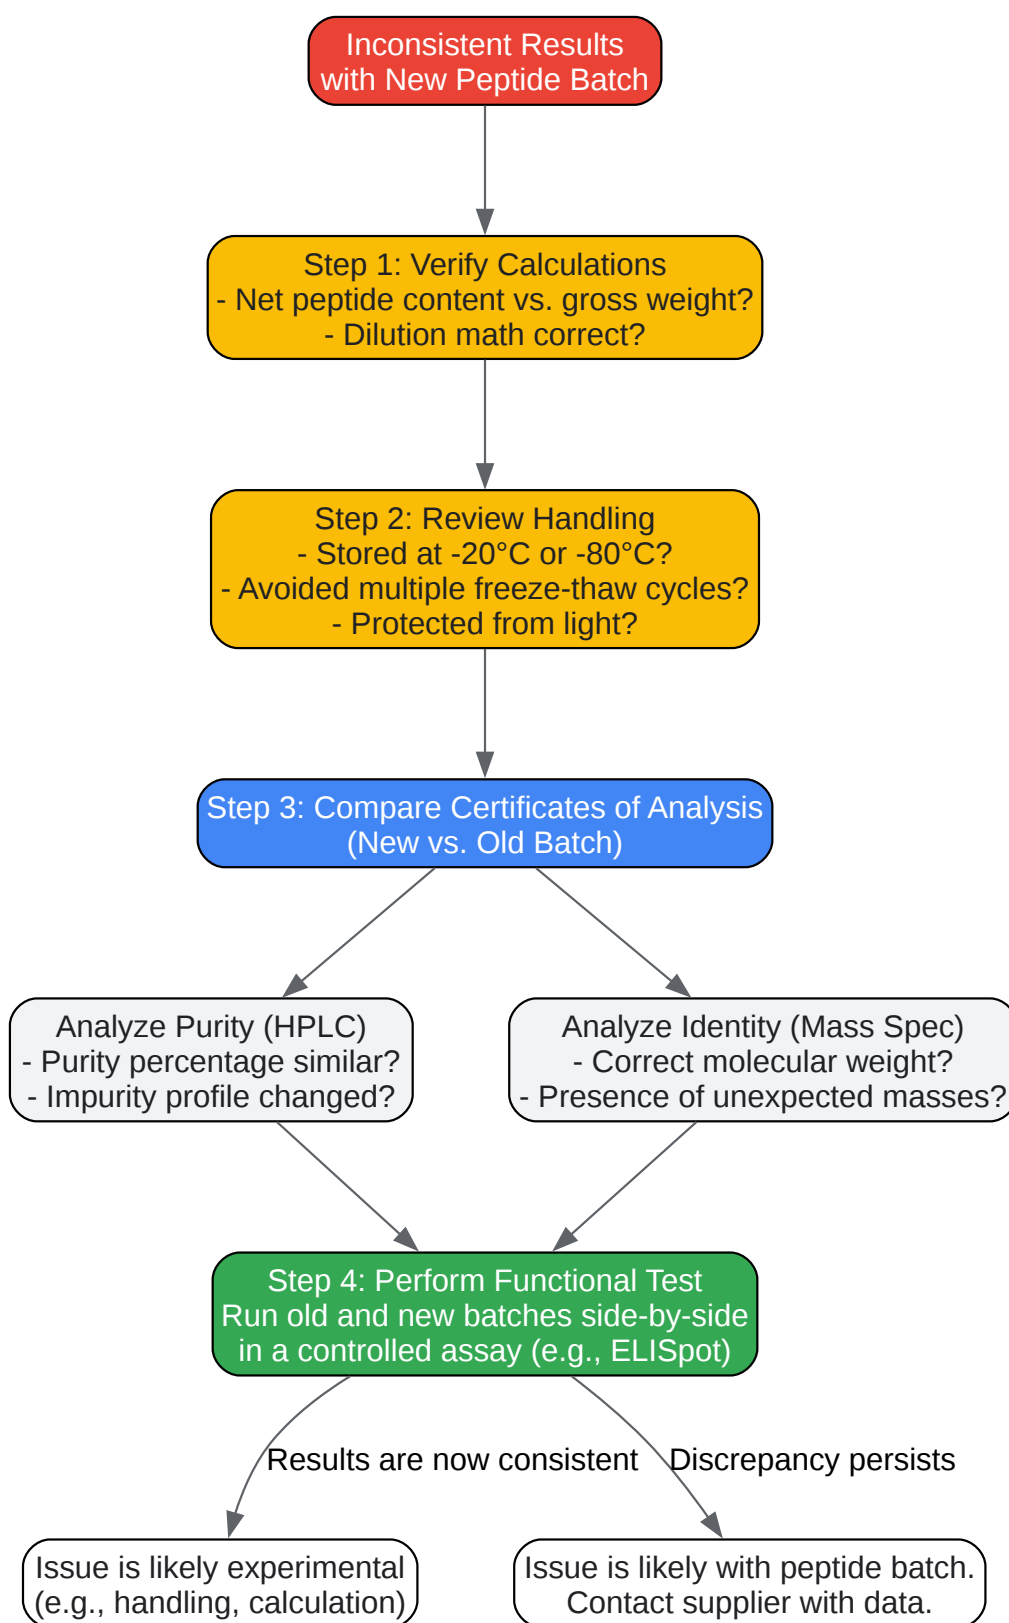 Inconsistent Results
with New Peptide Batch
Step 1: Verify Calculations
- Net peptide content vs. gross weight?
- Dilution math correct?
Step 2: Review Handling
- Stored at -20°C or -80°C?
- Avoided multiple freeze-thaw cycles?
- Protected from light?
Step 3: Compare Certificates of Analysis
(New vs. Old Batch)
Analyze Purity (HPLC)
- Purity percentage similar?
- Impurity profile changed?
Analyze Identity (Mass Spec)
- Correct molecular weight?
- Presence of unexpected masses?
Step 4: Perform Functional Test
Run old and new batches side-by-side
in a controlled assay (e.g., ELISpot)
Results are now consistent
Discrepancy persists
Issue is likely experimental
(e.g., handling, calculation)
Issue is likely with peptide batch.
Contact supplier with data.